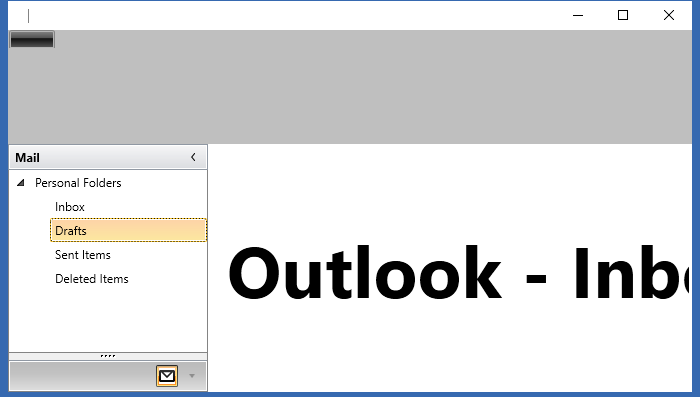 Mail
Personal Folders
Inbox
Drafts
Sent Items
Deleted Items
Outlook - Inb